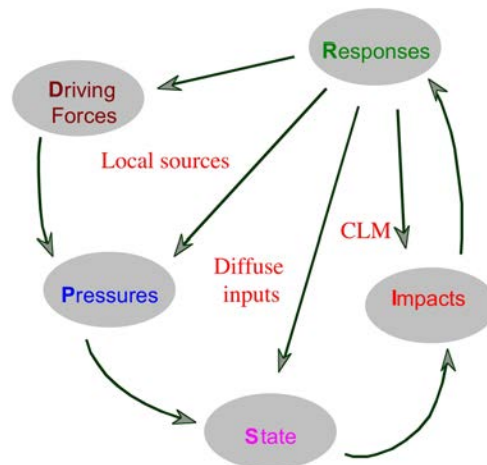 Responses
Driving
Forces
Local sources
CLM
Diffuse
inputs
Pressures
Impacts
State